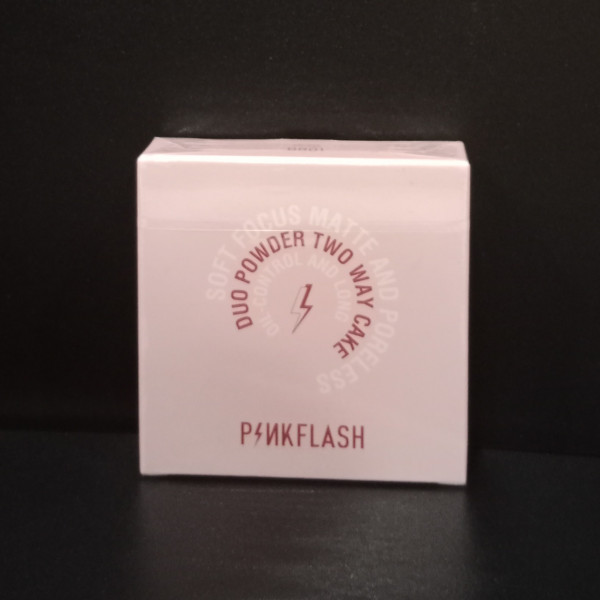 SOFT FOCUS MATTE AND PORELESS
DUO POWDER TWO WAY CAKE
OIL CONTROL AND LONG
PINKFLASH